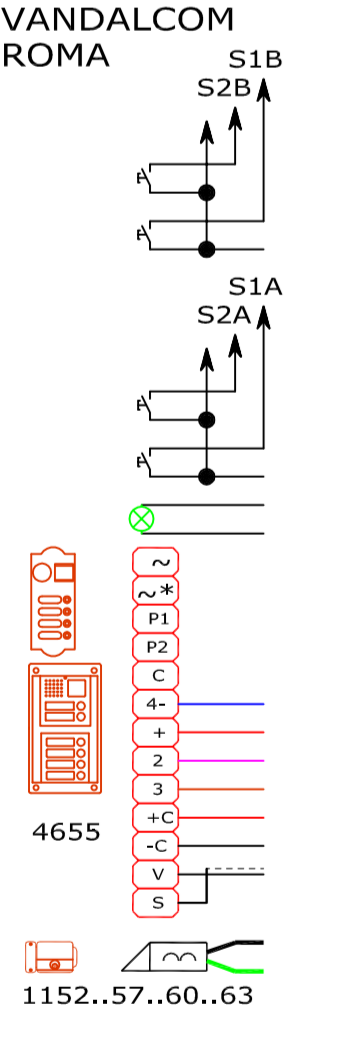 VANDALCOM
ROMA
S1B
S2B
S1A
S2A
~
~*
P1
P2
C
4-
+
2
3
+C
-C
V
S
4655
1152..57..60..63